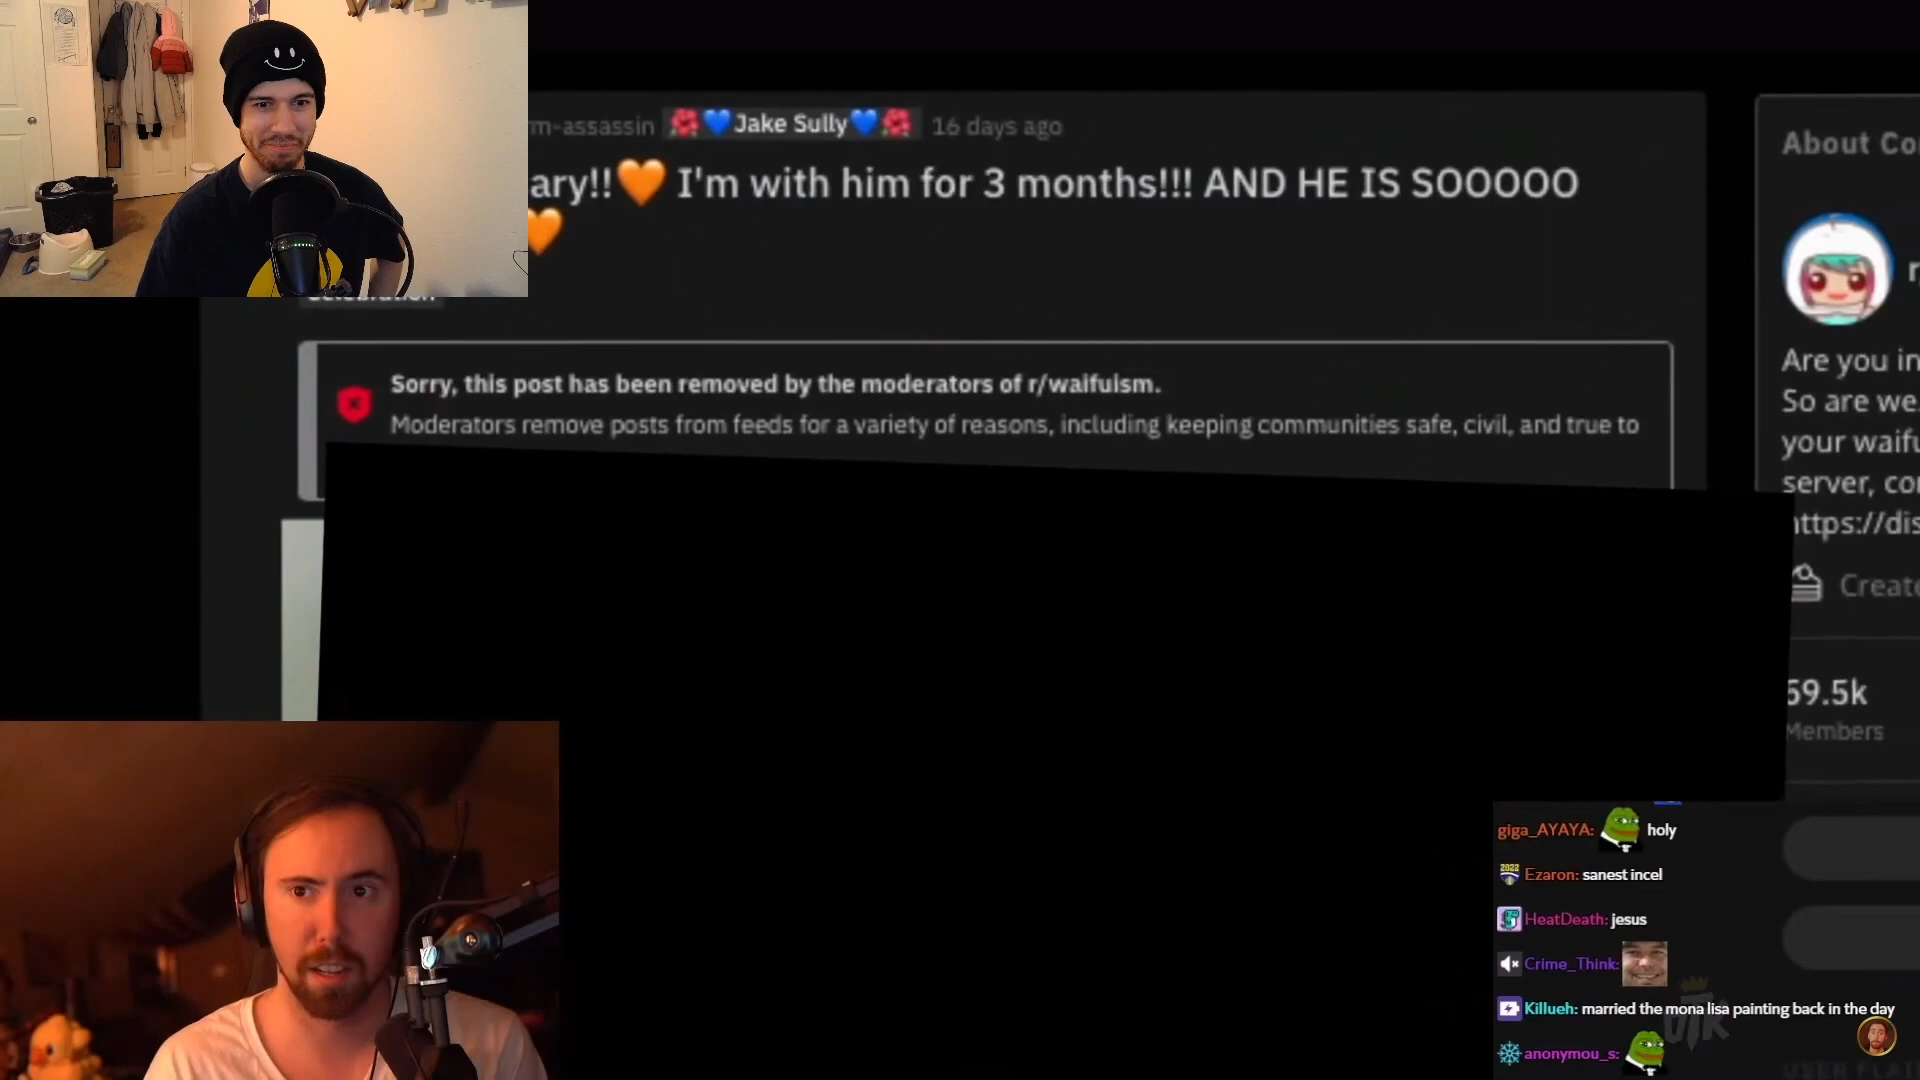 m-assassin Jake Sully 16 days ago
ary!!🧡 I'm with him for 3 months!!! AND HE IS SOOOOO
🧡
Celebration
Sorry, this post has been removed by the moderators of r/waifuism.
Moderators remove posts from feeds for a variety of reasons, including keeping communities safe, civil, and true to
About Co
r
Are you in
So are we.
your waifu
server, co
https://dis
Create
59.5k
Members
giga_AYAYA: holy
Ezaron: sanest incel
HeatDeath: jesus
Crime_Think:
Killueh: married the mona lisa painting back in the day
anonymou_s:
USER FLAI